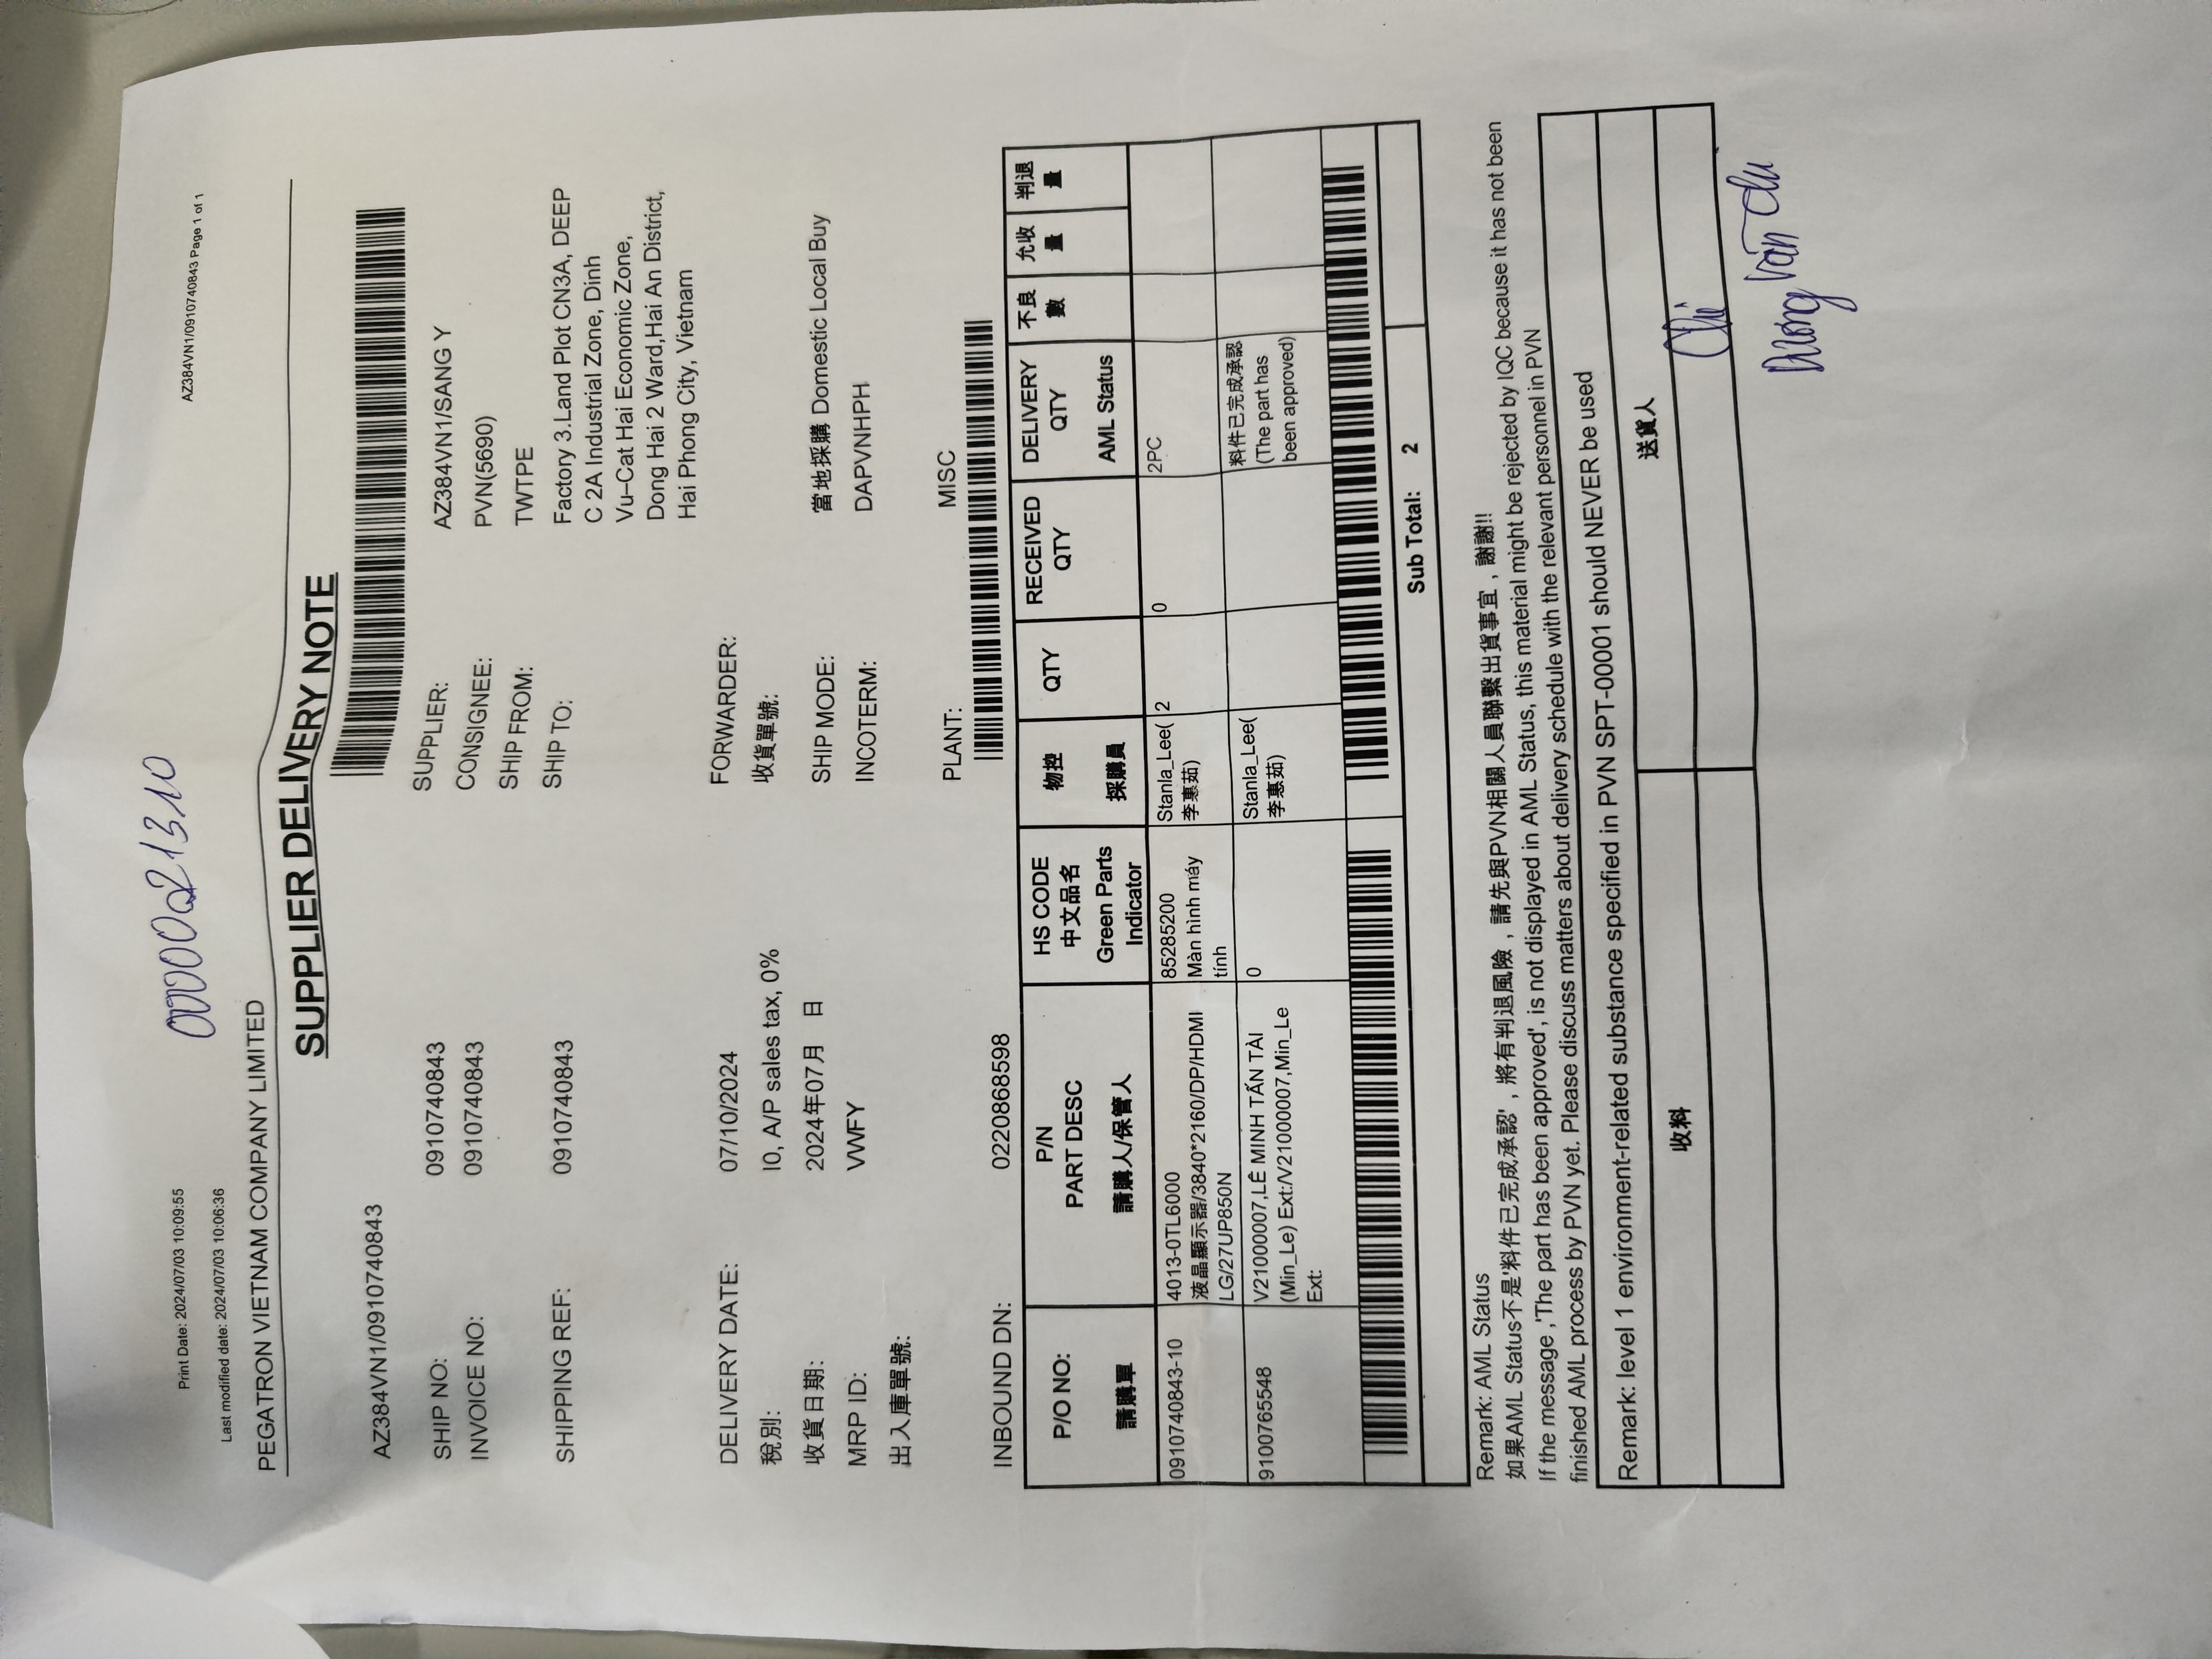 0000021310
Print Date: 2024/07/03 10:09:55
AZ384VN1/0910740843 Page 1 of 1
Last modified date: 2024/07/03 10:06:36
PEGATRON VIETNAM COMPANY LIMITED
SUPPLIER DELIVERY NOTE
AZ384VN1/0910740843
SHIP NO: 0910740843
SUPPLIER: AZ384VN1/SANG Y
INVOICE NO: 0910740843
CONSIGNEE: PVN(5690)
SHIP FROM: TWTPE
SHIPPING REF: 0910740843
SHIP TO: Factory 3.Land Plot CN3A, DEEP
C 2A Industrial Zone, Dinh
Vu–Cat Hai Economic Zone,
Dong Hai 2 Ward,Hai An District,
Hai Phong City, Vietnam
DELIVERY DATE: 07/10/2024
FORWARDER:
稅別: I0, A/P sales tax, 0%
收貨單號:
收貨日期: 2024年07月 日
SHIP MODE: 當地採購 Domestic Local Buy
MRP ID: VWFY
INCOTERM: DAPVNHPH
出入庫單號:
PLANT: MISC
INBOUND DN: 0220868598
P/O NO: P/N HS CODE 物控 QTY RECEIVED QTY DELIVERY QTY 不良數 允收量 判退量
PART DESC 中文品名
請購單 請購人/保管人 Green Parts Indicator 採購員 AML Status
0910740843-10 4013-0TL6000 85285200 Stanla_Lee( 2 0 2PC
液晶顯示器/3840*2160/DP/HDMI Màn hình máy 李惠茹)
LG/27UP850N tính
9100765548 V21000007,LÊ MINH TẤN TÀI 0 Stanla_Lee( 料件已完成承認
(Min_Le) Ext:/V21000007,Min_Le 李惠茹) (The part has
Ext: been approved)
Sub Total: 2
Remark: AML Status
如果AML Status不是'料件已完成承認'，將有判退風險，請先與PVN相關人員聯繫出貨事宜，謝謝!!
If the message ,'The part has been approved', is not displayed in AML Status, this material might be rejected by IQC because it has not been
finished AML process by PVN yet. Please discuss matters about delivery schedule with the relevant personnel in PVN
Remark: level 1 environment-related substance specified in PVN SPT-00001 should NEVER be used
收料 送貨人